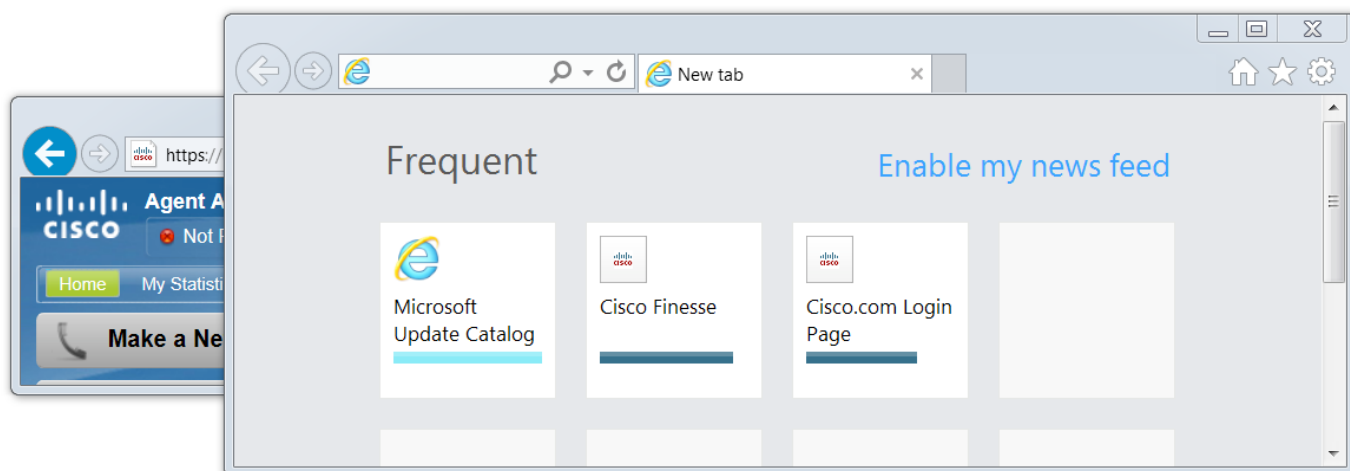 New tab
https://
Frequent
Enable my news feed
CISCO
Agent A
Not
Home
My Statisti
Make a Ne
Microsoft
Update Catalog
Cisco Finesse
Cisco.com Login
Page